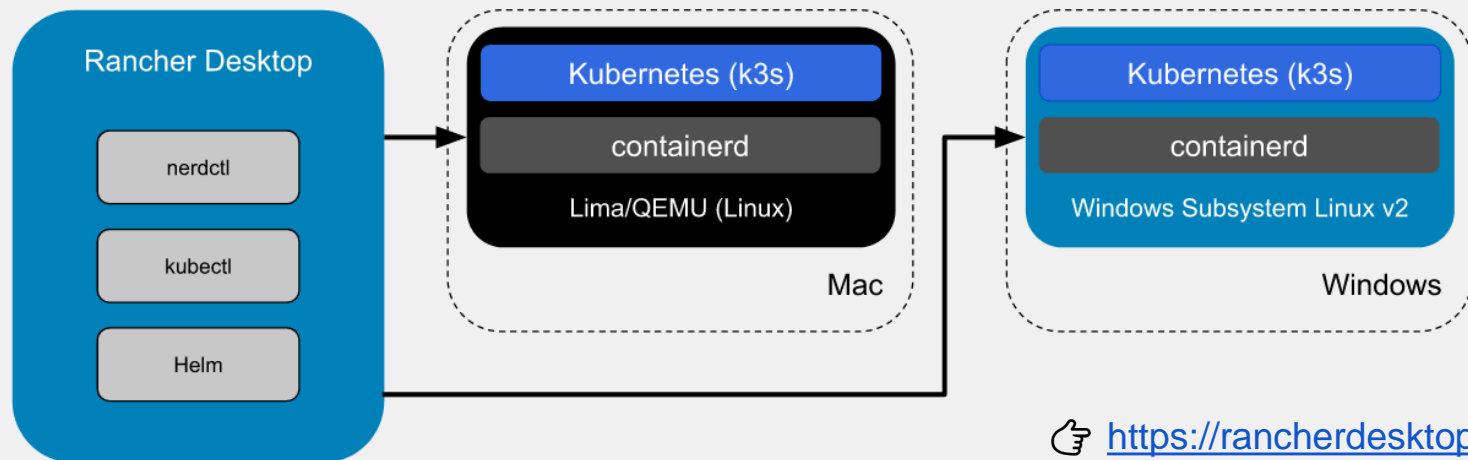 Rancher Desktop
nerdctl
kubectl
Helm
Kubernetes (k3s)
containerd
Lima/QEMU (Linux)
Mac
Kubernetes (k3s)
containerd
Windows Subsystem Linux v2
Windows
https://rancherdesktop